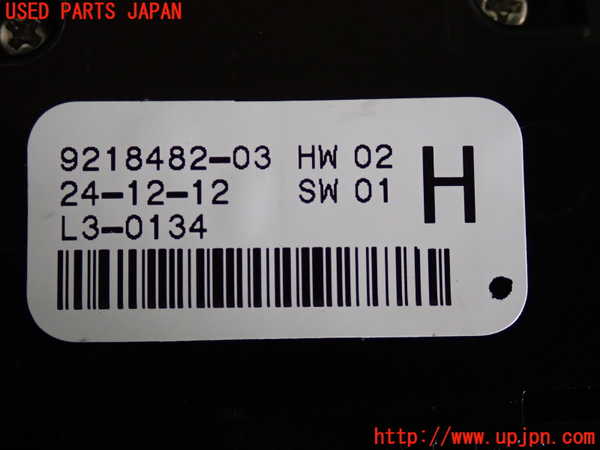 USED PARTS JAPAN
9218482-03 HW 02
24-12-12 SW 01
L3-0134
H
http://www.upjpn.com/